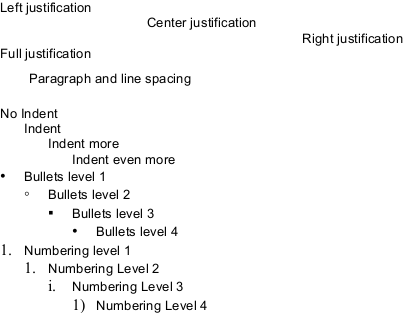 Left justification
Center justification
Right justification
Full justification
Paragraph and line spacing
No Indent
Indent
Indent more
Indent even more
• Bullets level 1
○ Bullets level 2
▪ Bullets level 3
• Bullets level 4
1. Numbering level 1
1. Numbering Level 2
i. Numbering Level 3
1) Numbering Level 4